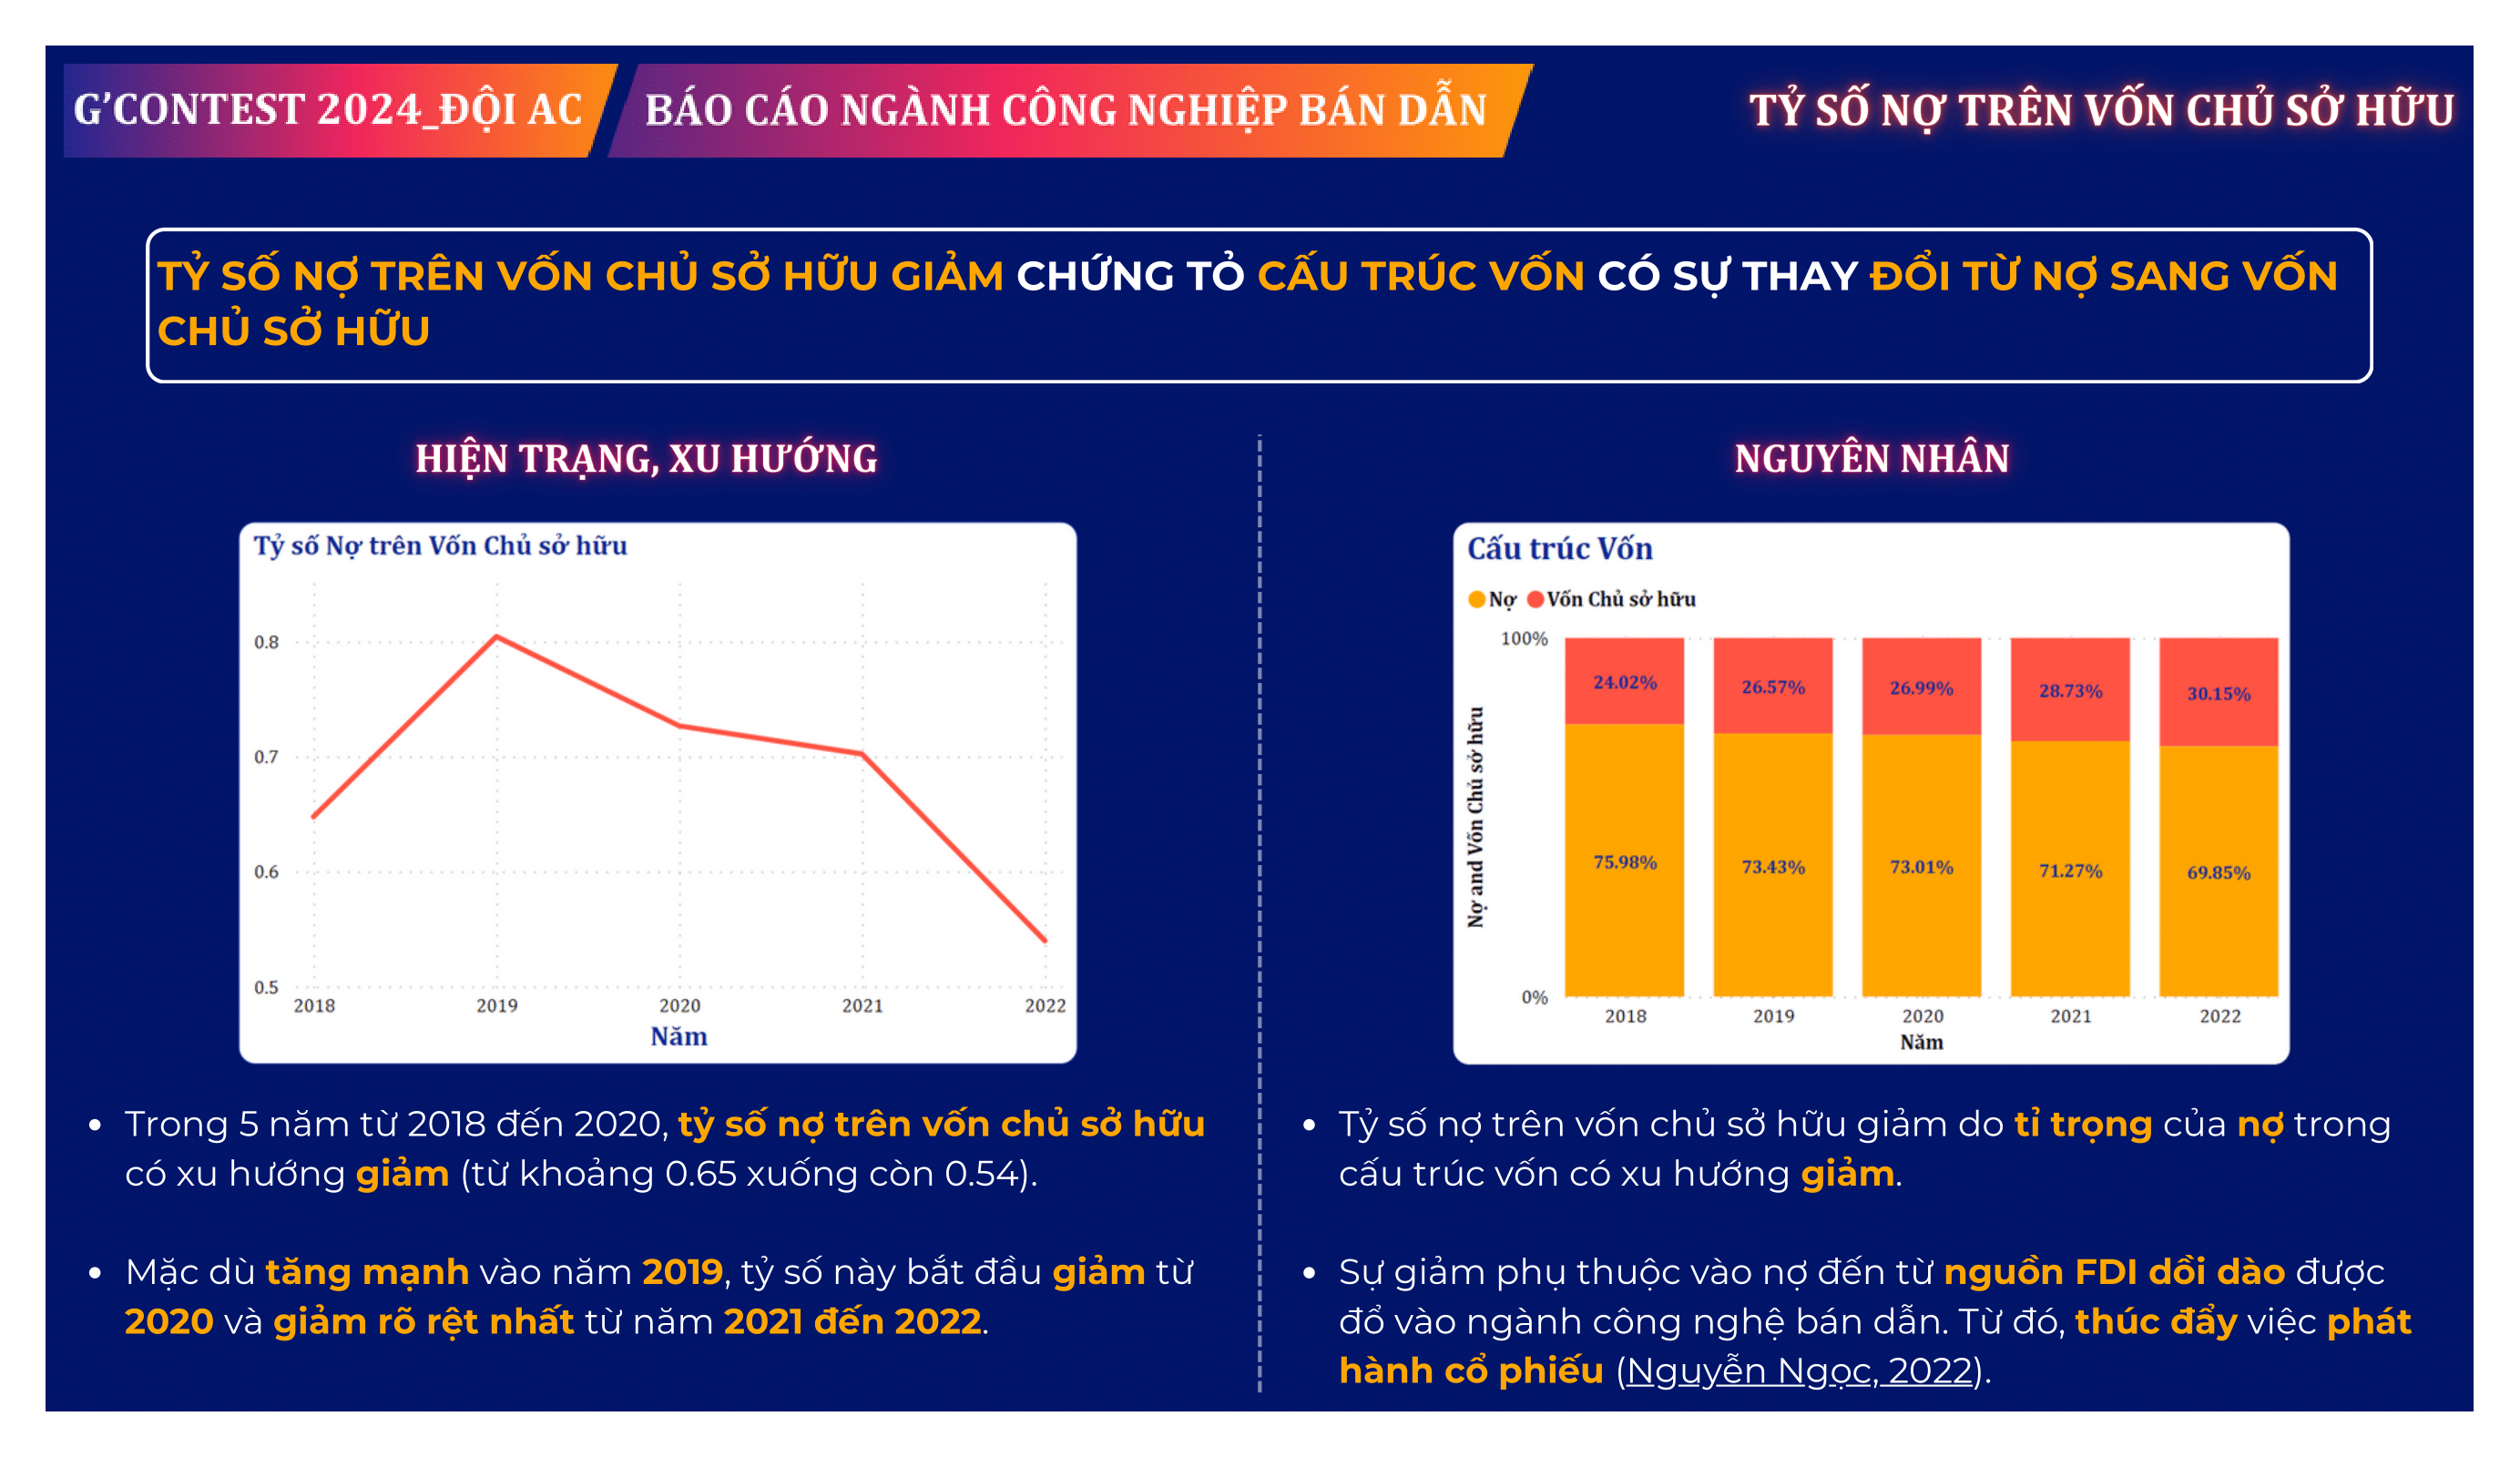 G'CONTEST 2024_ĐỘI AC
BÁO CÁO NGÀNH CÔNG NGHIỆP BÁN DẪN
TỶ SỐ NỢ TRÊN VỐN CHỦ SỞ HỮU
TỶ SỐ NỢ TRÊN VỐN CHỦ SỞ HỮU GIẢM CHỨNG TỎ CẤU TRÚC VỐN CÓ SỰ THAY ĐỔI TỪ NỢ SANG VỐN
CHỦ SỞ HỮU
HIỆN TRẠNG, XU HƯỚNG
Tỷ số Nợ trên Vốn Chủ sở hữu
0.8
0.7
0.6
0.5
2018 2019 2020 2021 2022
Năm
• Trong 5 năm từ 2018 đến 2020, tỷ số nợ trên vốn chủ sở hữu
có xu hướng giảm (từ khoảng 0.65 xuống còn 0.54).
• Mặc dù tăng mạnh vào năm 2019, tỷ số này bắt đầu giảm từ
2020 và giảm rõ rệt nhất từ năm 2021 đến 2022.
NGUYÊN NHÂN
Cấu trúc Vốn
Nợ Vốn Chủ sở hữu
100%
24.02% 26.57% 26.99% 28.73% 30.15%
Nợ and Vốn Chủ sở hữu
75.98% 73.43% 73.01% 71.27% 69.85%
0%
2018 2019 2020 2021 2022
Năm
• Tỷ số nợ trên vốn chủ sở hữu giảm do tỉ trọng của nợ trong
cấu trúc vốn có xu hướng giảm.
• Sự giảm phụ thuộc vào nợ đến từ nguồn FDI dồi dào được
đổ vào ngành công nghệ bán dẫn. Từ đó, thúc đẩy việc phát
hành cổ phiếu (Nguyễn Ngọc, 2022).